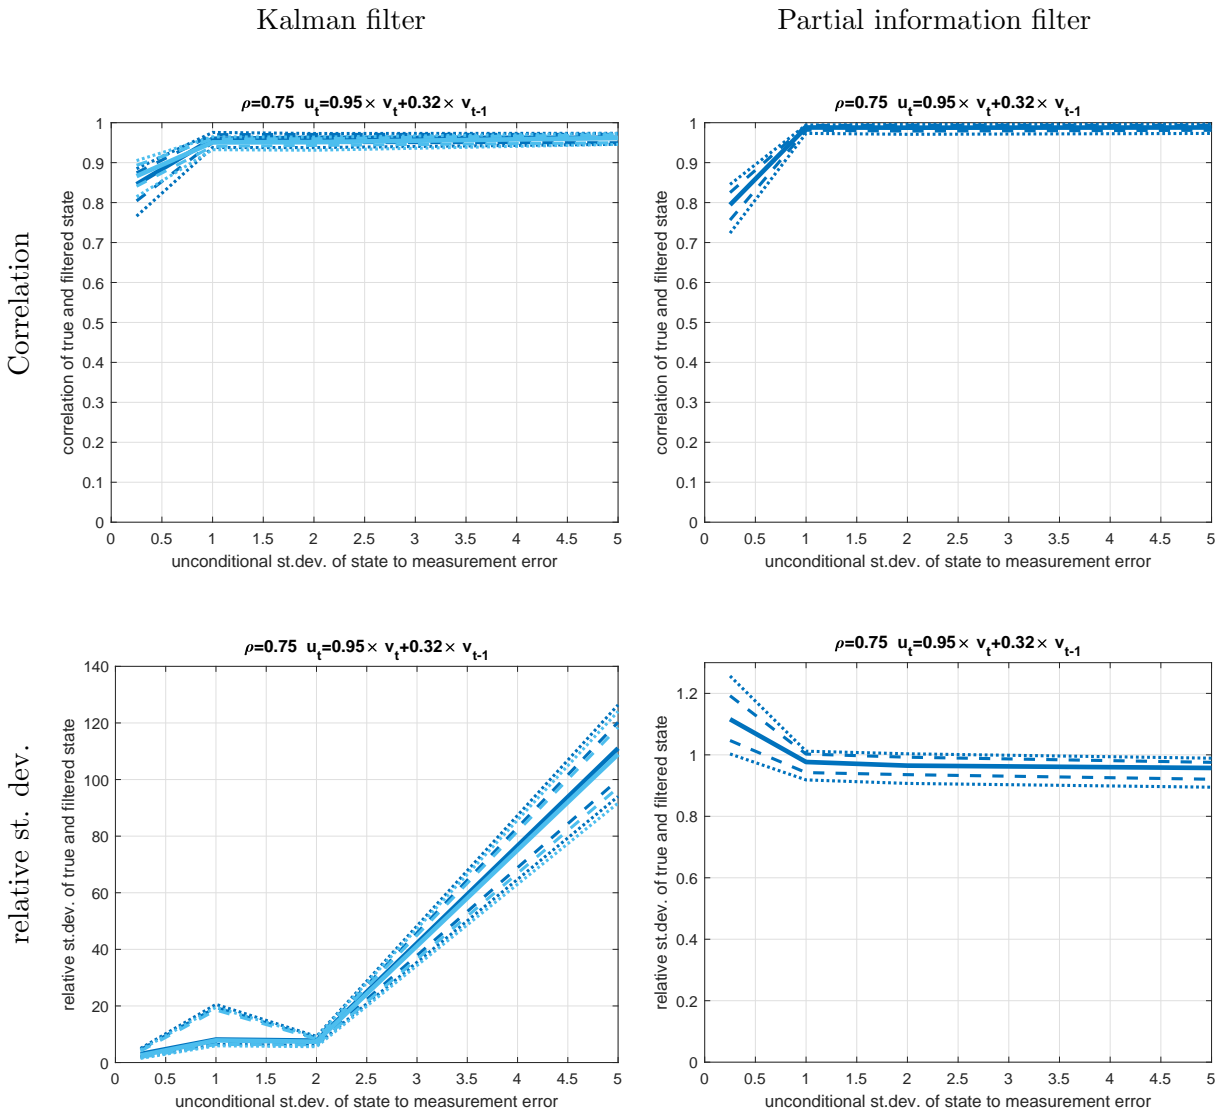 Kalman filter
Partial information filter
Correlation
ρ=0.75 u_t=0.95× v_t+0.32× v_{t-1}
correlation of true and filtered state
1
0.9
0.8
0.7
0.6
0.5
0.4
0.3
0.2
0.1
0
0 0.5 1 1.5 2 2.5 3 3.5 4 4.5 5
unconditional st.dev. of state to measurement error
ρ=0.75 u_t=0.95× v_t+0.32× v_{t-1}
correlation of true and filtered state
1
0.9
0.8
0.7
0.6
0.5
0.4
0.3
0.2
0.1
0
0 0.5 1 1.5 2 2.5 3 3.5 4 4.5 5
unconditional st.dev. of state to measurement error
relative st. dev.
ρ=0.75 u_t=0.95× v_t+0.32× v_{t-1}
relative st.dev. of true and filtered state
140
120
100
80
60
40
20
0
0 0.5 1 1.5 2 2.5 3 3.5 4 4.5 5
unconditional st.dev. of state to measurement error
ρ=0.75 u_t=0.95× v_t+0.32× v_{t-1}
relative st.dev. of true and filtered state
1.2
1
0.8
0.6
0.4
0.2
0
0 0.5 1 1.5 2 2.5 3 3.5 4 4.5 5
unconditional st.dev. of state to measurement error